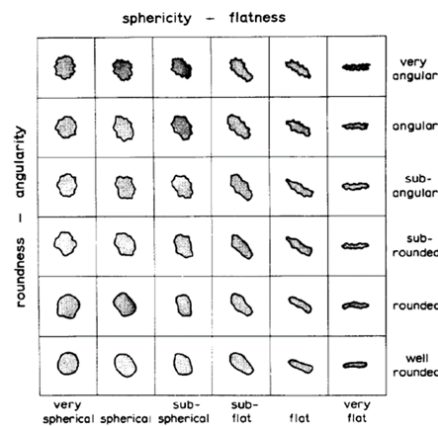 sphericity – flatness
roundness – angularity
very
angular
angular
sub-
angular
sub-
rounded
rounded
well
rounded
very
spherical
spherical
sub-
spherical
sub-
flat
flat
very
flat